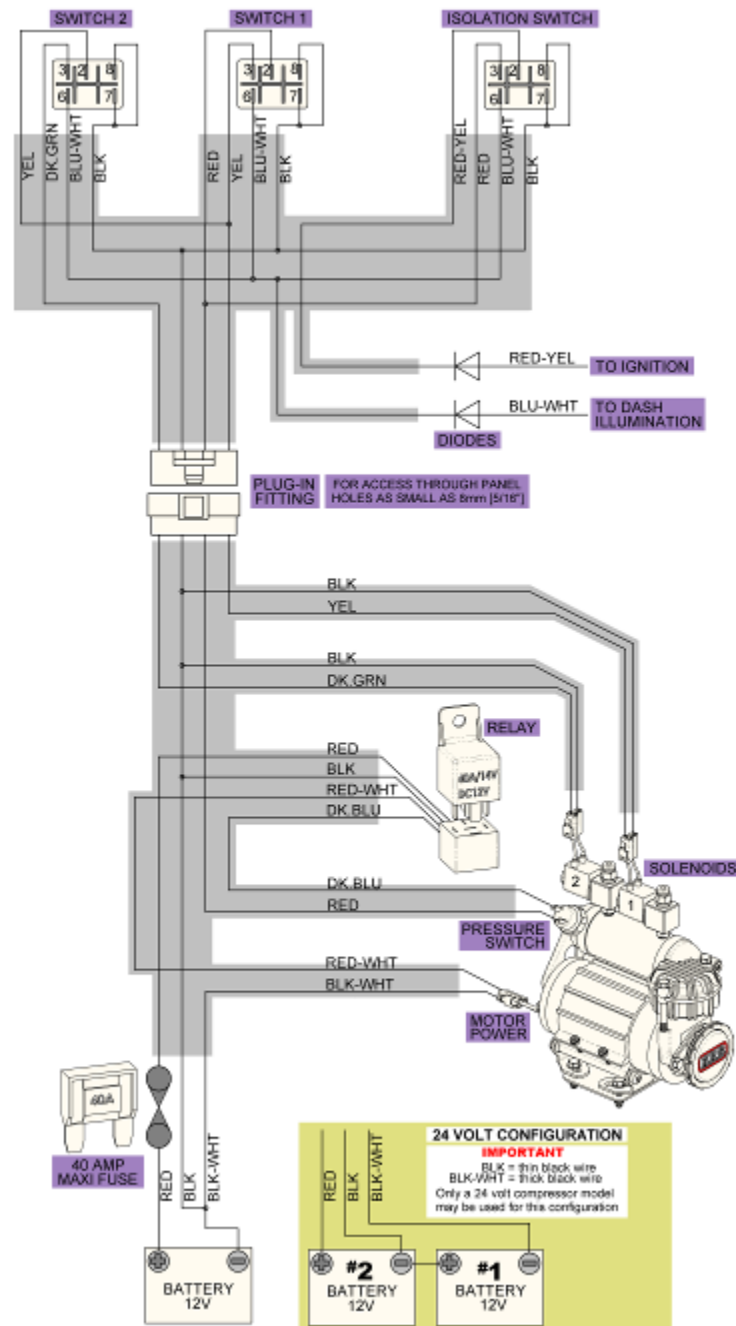 SWITCH 2
SWITCH 1
ISOLATION SWITCH
3 2 8
6 7
3 2 8
6 7
3 2 8
6 7
YEL
DK.GRN
BLU-WHT
BLK
RED
YEL
BLU-WHT
BLK
RED-YEL
RED
BLU-WHT
BLK
RED-YEL
TO IGNITION
BLU-WHT
TO DASH
ILLUMINATION
DIODES
PLUG-IN
FITTING
FOR ACCESS THROUGH PANEL
HOLES AS SMALL AS 8mm [5/16"]
BLK
YEL
BLK
DK.GRN
RELAY
RED
BLK
RED-WHT
DK.BLU
40A/14V
DC12V
SOLENOIDS
2
1
DK.BLU
RED
PRESSURE
SWITCH
RED-WHT
BLK-WHT
MOTOR
POWER
40A
40 AMP
MAXI FUSE
RED
BLK
BLK-WHT
BATTERY
12V
24 VOLT CONFIGURATION
IMPORTANT
BLK = thin black wire
BLK-WHT = thick black wire
Only a 24 volt compressor model
may be used for this configuration
RED
BLK
BLK-WHT
#2
BATTERY
12V
#1
BATTERY
12V